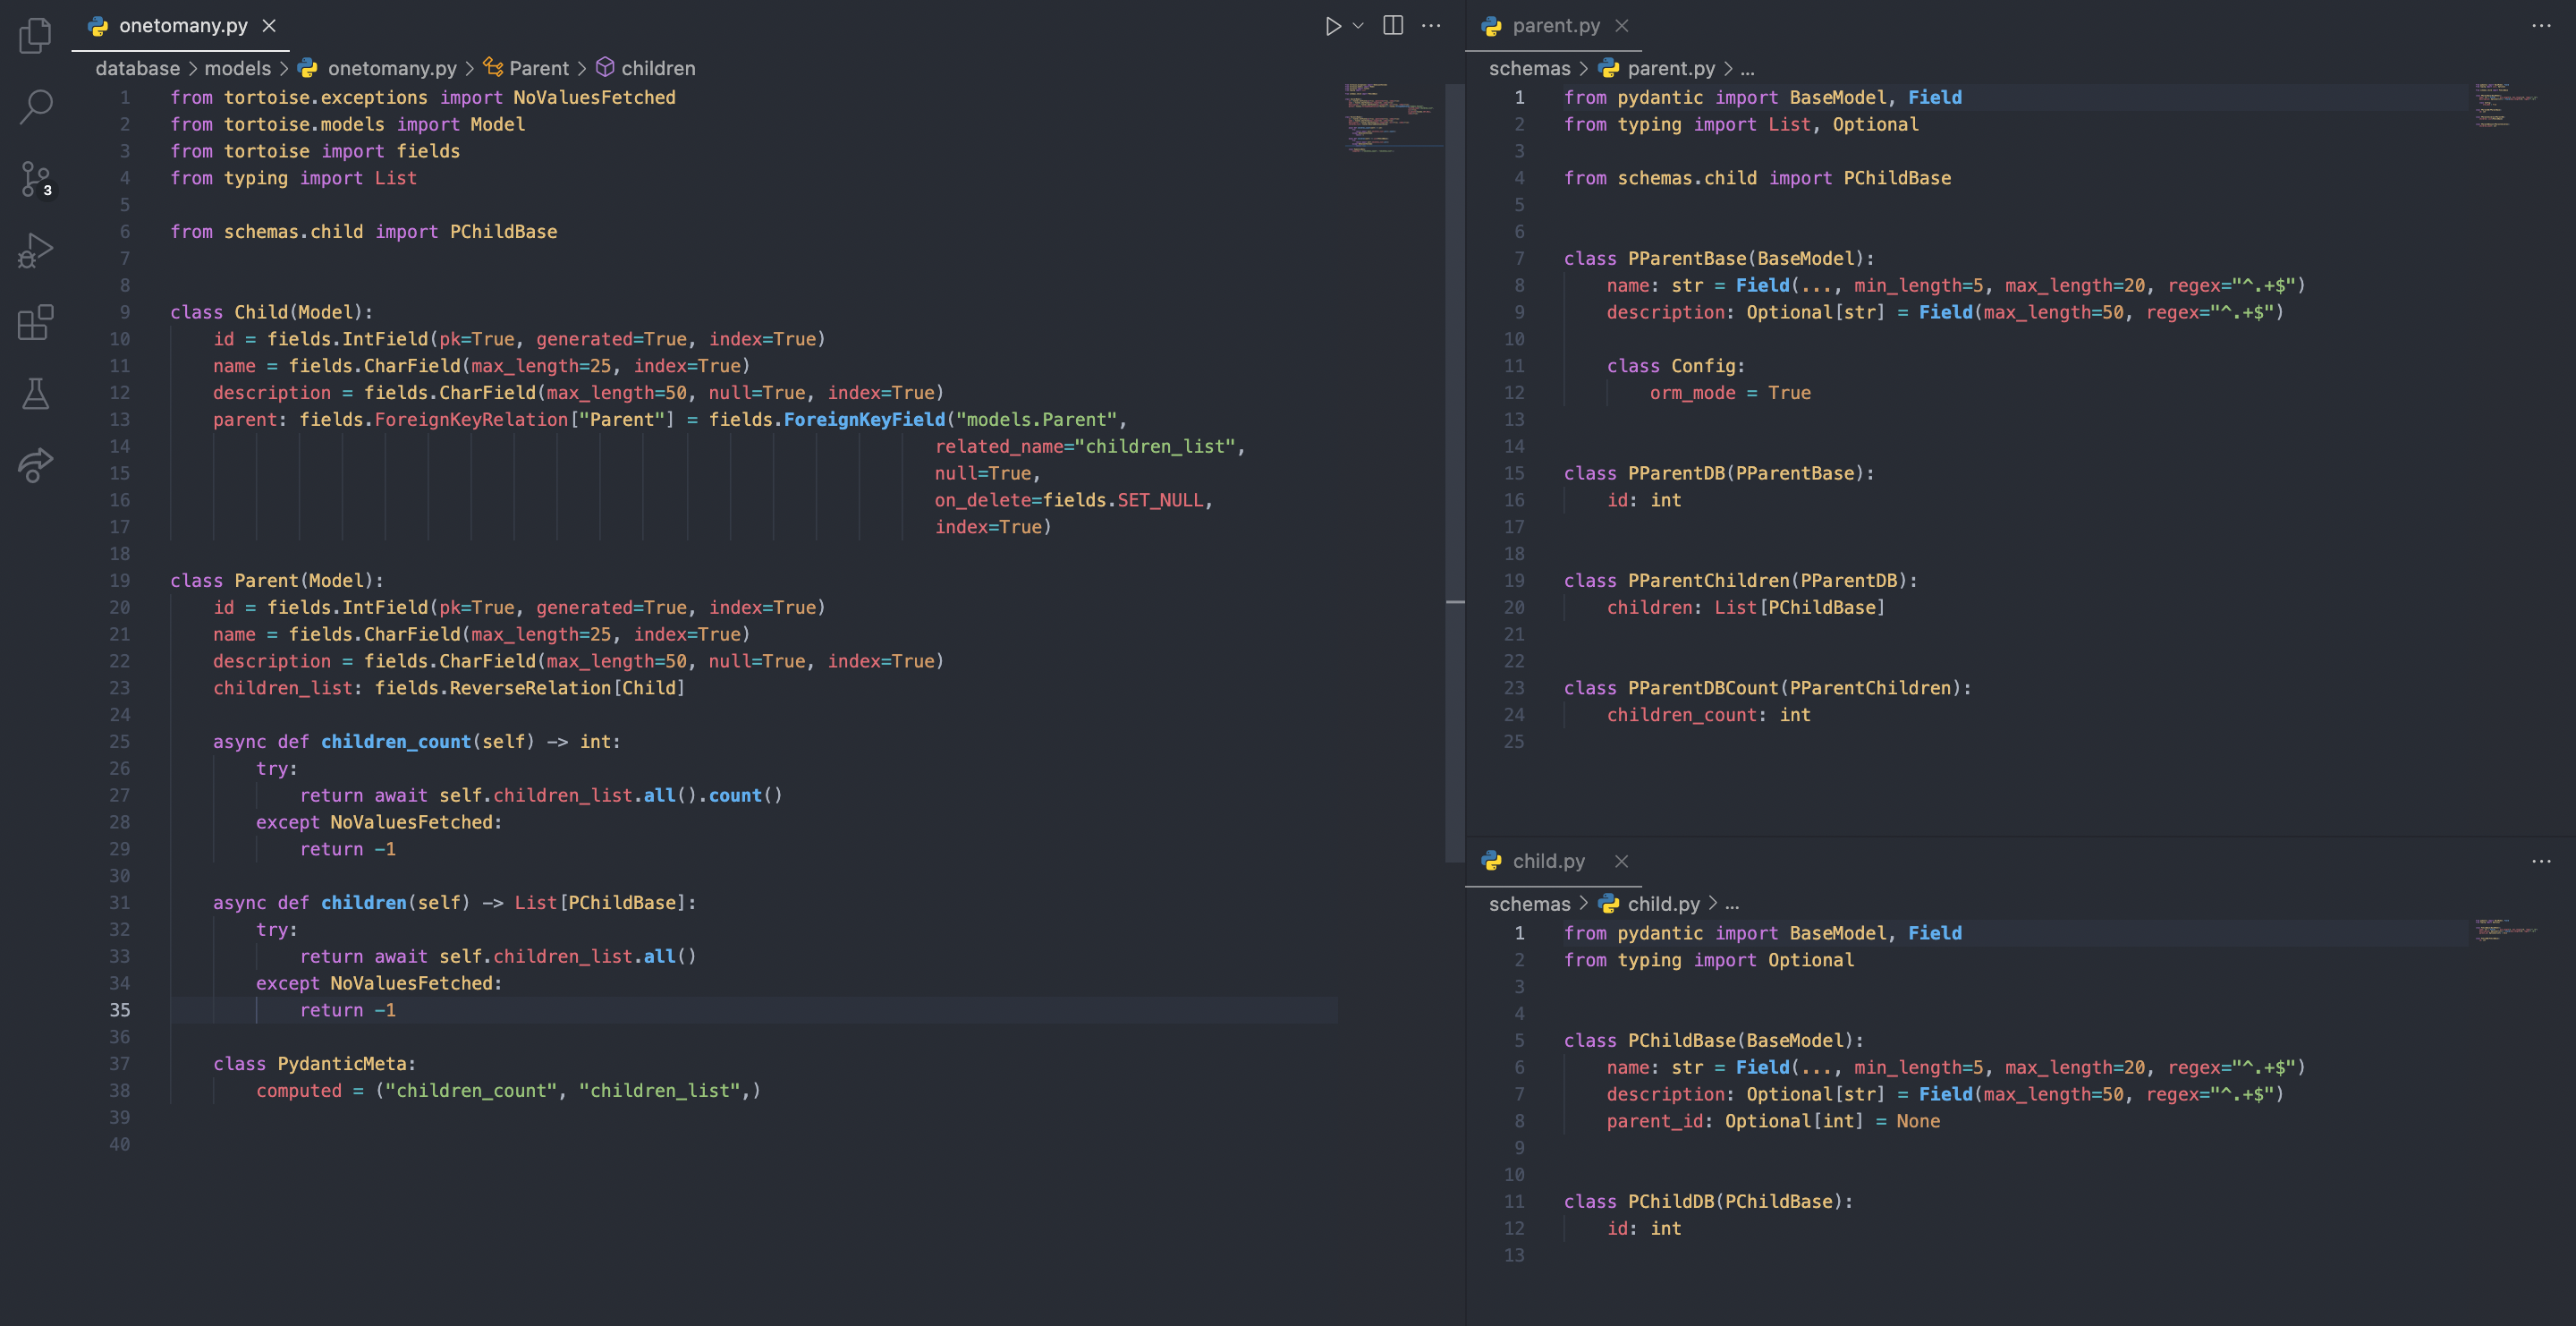 onetomany.py
database > models > onetomany.py > Parent > children
3
1 from tortoise.exceptions import NoValuesFetched
2 from tortoise.models import Model
3 from tortoise import fields
4 from typing import List
5
6 from schemas.child import PChildBase
7
8
9 class Child(Model):
10     id = fields.IntField(pk=True, generated=True, index=True)
11     name = fields.CharField(max_length=25, index=True)
12     description = fields.CharField(max_length=50, null=True, index=True)
13     parent: fields.ForeignKeyRelation["Parent"] = fields.ForeignKeyField("models.Parent",
14     related_name="children_list",
15     null=True,
16     on_delete=fields.SET_NULL,
17     index=True)
18
19 class Parent(Model):
20     id = fields.IntField(pk=True, generated=True, index=True)
21     name = fields.CharField(max_length=25, index=True)
22     description = fields.CharField(max_length=50, null=True, index=True)
23     children_list: fields.ReverseRelation[Child]
24
25     async def children_count(self) -> int:
26         try:
27             return await self.children_list.all().count()
28         except NoValuesFetched:
29             return -1
30
31     async def children(self) -> List[PChildBase]:
32         try:
33             return await self.children_list.all()
34         except NoValuesFetched:
35             return -1
36
37     class PydanticMeta:
38         computed = ("children_count", "children_list",)
39
40
parent.py
schemas > parent.py > ...
1 from pydantic import BaseModel, Field
2 from typing import List, Optional
3
4 from schemas.child import PChildBase
5
6
7 class PParentBase(BaseModel):
8     name: str = Field(..., min_length=5, max_length=20, regex="^.+$")
9     description: Optional[str] = Field(max_length=50, regex="^.+$")
10
11     class Config:
12         orm_mode = True
13
14
15 class PParentDB(PParentBase):
16     id: int
17
18
19 class PParentChildren(PParentDB):
20     children: List[PChildBase]
21
22
23 class PParentDBCount(PParentChildren):
24     children_count: int
25
child.py
schemas > child.py > ...
1 from pydantic import BaseModel, Field
2 from typing import Optional
3
4
5 class PChildBase(BaseModel):
6     name: str = Field(..., min_length=5, max_length=20, regex="^.+$")
7     description: Optional[str] = Field(max_length=50, regex="^.+$")
8     parent_id: Optional[int] = None
9
10
11 class PChildDB(PChildBase):
12     id: int
13